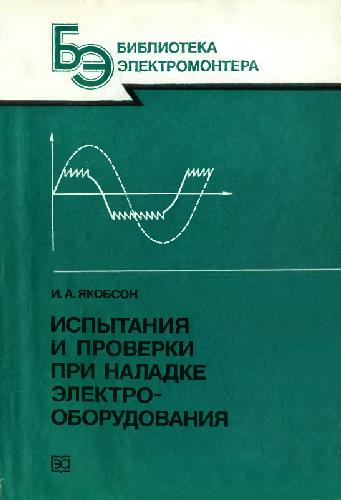 БЭ
БИБЛИОТЕКА
ЭЛЕКТРОМОНТЕРА
И. А. ЯКОБСОН
ИСПЫТАНИЯ
И ПРОВЕРКИ
ПРИ НАЛАДКЕ
ЭЛЕКТРО-
ОБОРУДОВАНИЯ